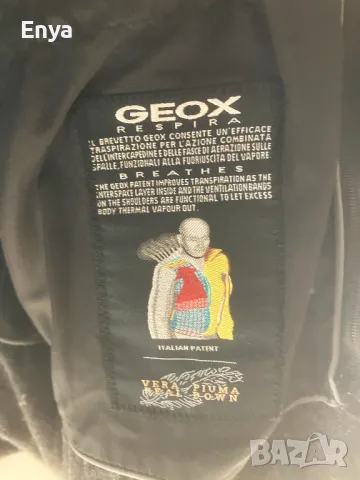 Enya
GEOX
RESPIRA
IL BREVETTO GEOX CONSENTE UN'EFFICACE
TRASPIRAZIONE PER L'AZIONE COMBINATA
DELL'INTERCAPEDINE E DELLE FASCE DI AERAZIONE SULLE
SPALLE, FUNZIONALI ALLA FUORIUSCITA DEL VAPORE
BREATHES
THE GEOX PATENT IMPROVES TRANSPIRATION AS THE
INTERSPACE LAYER INSIDE AND THE VENTILATION BANDS
ON THE SHOULDERS ARE FUNCTIONAL TO LET EXCESS
BODY THERMAL VAPOUR OUT.
ITALIAN PATENT
VERA PIUMA
REAL DOWN
BAZAR